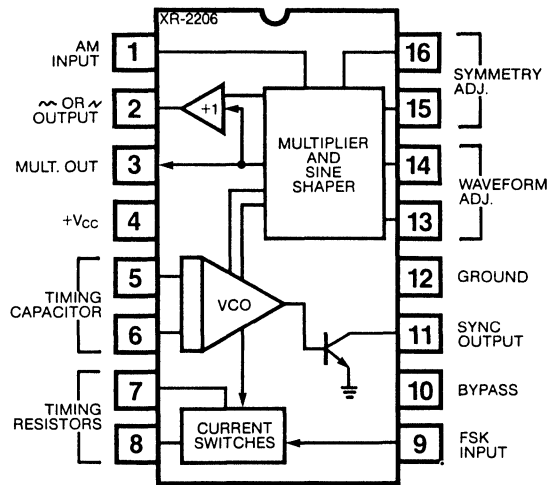 XR-2206
AM
INPUT
1
∿ OR ⩘
OUTPUT
2
MULT. OUT
3
+VCC
4
TIMING
CAPACITOR
5
6
TIMING
RESISTORS
7
8
+1
MULTIPLIER
AND
SINE
SHAPER
VCO
CURRENT
SWITCHES
16
SYMMETRY
ADJ.
15
14
WAVEFORM
ADJ.
13
12
GROUND
11
SYNC
OUTPUT
10
BYPASS
9
FSK
INPUT